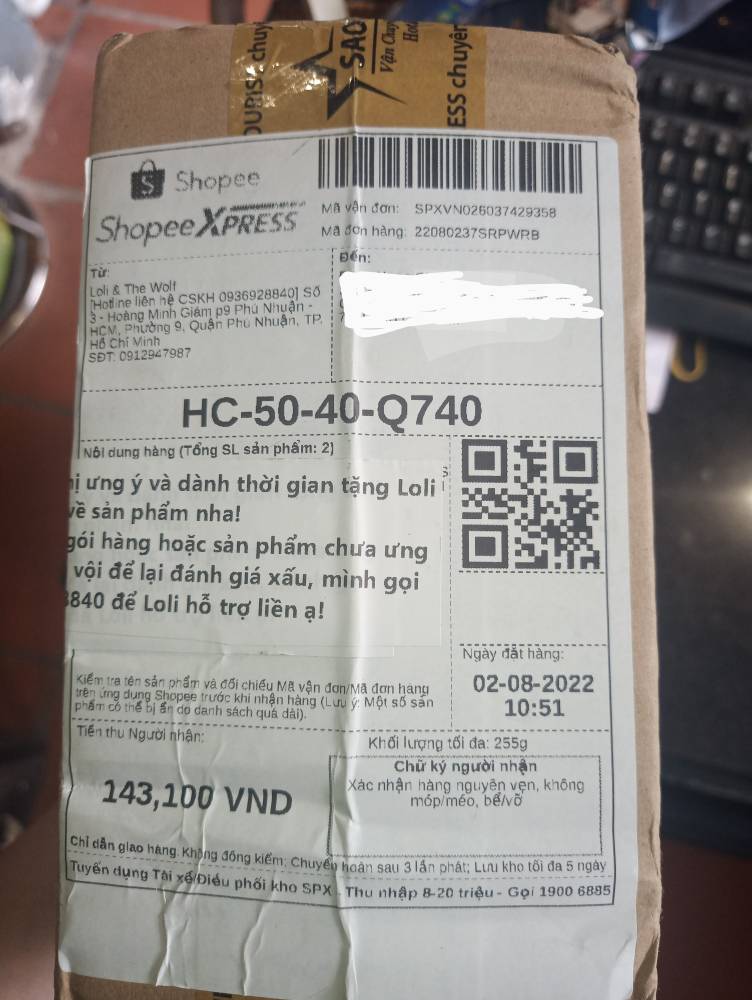 SAO
Vận Chuy
Hoả
OURIS
chuy
ESS chuyên
Shopee
Shopee XPRESS
Mã vận đơn: SPXVN026037429358
Mã đơn hàng: 22080237SRPWRB
Từ:
Loli & The Wolf
[Hotline liên hệ CSKH 0936928840] Số
3 - Hoàng Minh Giám p9 Phú Nhuận -
HCM, Phường 9, Quận Phú Nhuận, TP.
Hồ Chí Minh
SĐT: 0912947987
Đến:
HC-50-40-Q740
Nội dung hàng (Tổng SL sản phẩm: 2)
ị ưng ý và dành thời gian tặng Loli
về sản phẩm nha!
gói hàng hoặc sản phẩm chưa ưng
vội để lại đánh giá xấu, mình gọi
8840 để Loli hỗ trợ liền ạ!
Kiểm tra tên sản phẩm và đối chiếu Mã vận đơn/Mã đơn hàng
trên ứng dụng Shopee trước khi nhận hàng (Lưu ý: Một số sản
phẩm có thể bị ẩn do danh sách quá dài).
Ngày đặt hàng:
02-08-2022
10:51
Tiền thu Người nhận:
143,100 VND
Khối lượng tối đa: 255g
Chữ ký người nhận
Xác nhận hàng nguyên vẹn, không
móp/méo, bể/vỡ
Chỉ dẫn giao hàng: Không đồng kiểm; Chuyển hoàn sau 3 lần phát; Lưu kho tối đa 5 ngày
Tuyển dụng Tài xế/Điều phối kho SPX - Thu nhập 8-20 triệu - Gọi 1900 6885